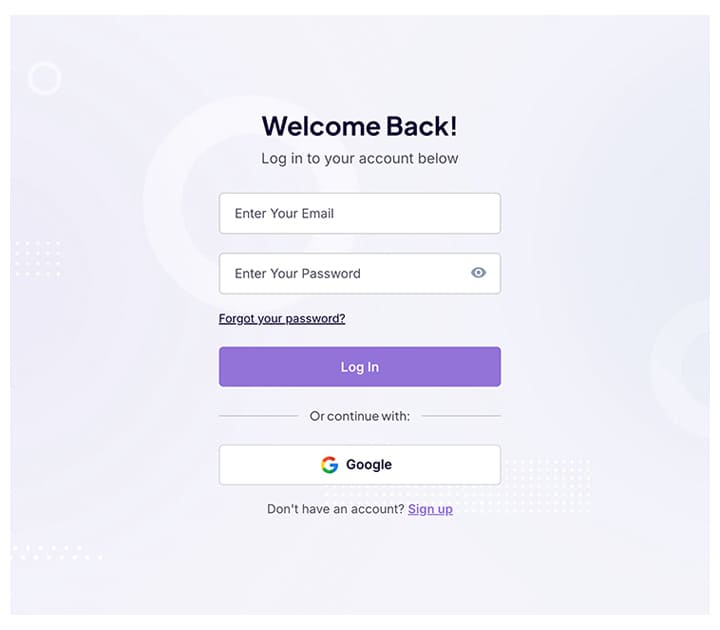 Welcome Back!
Log in to your account below
Enter Your Email
Enter Your Password
Forgot your password?
Log In
Or continue with:
Google
Don't have an account? Sign up